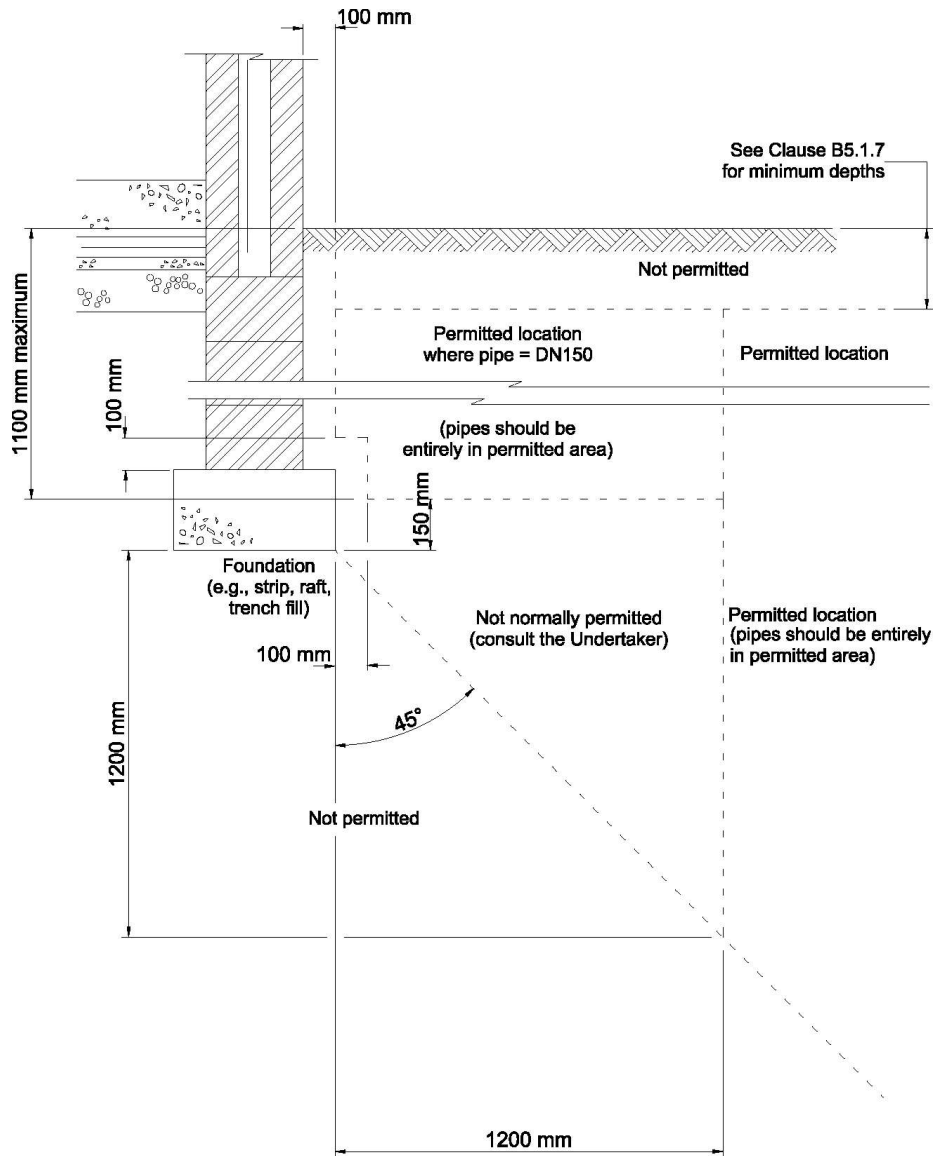 100 mm
See Clause B5.1.7
for minimum depths
Not permitted
Permitted location
where pipe = DN150
Permitted location
1100 mm maximum
100 mm
(pipes should be
entirely in permitted area)
150 mm
Foundation
(e.g., strip, raft,
trench fill)
Not normally permitted
(consult the Undertaker)
Permitted location
(pipes should be entirely
in permitted area)
100 mm
45°
1200 mm
Not permitted
1200 mm